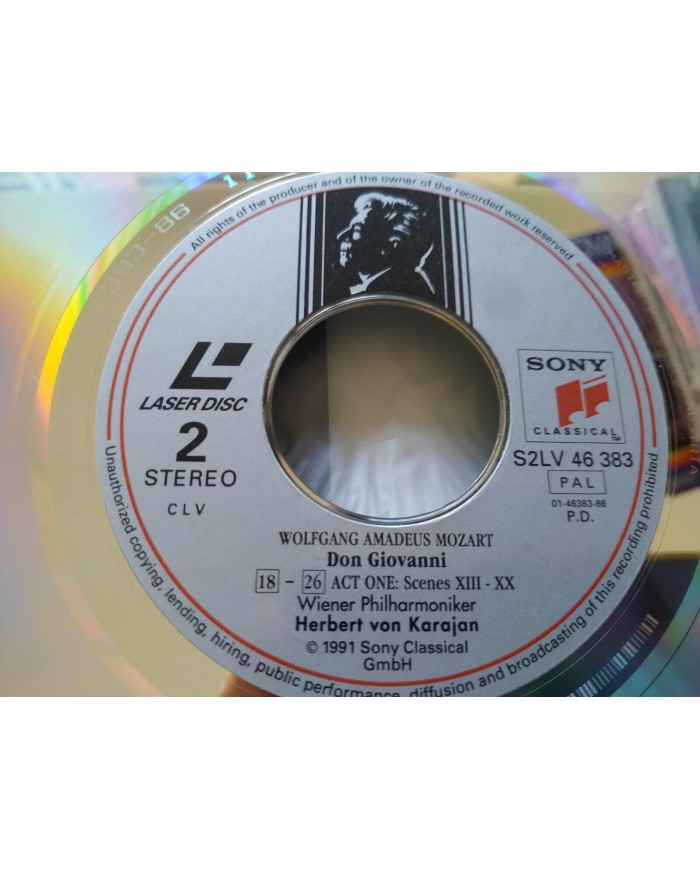 All rights of the producer and of the owner of the recorded work reserved
LASER DISC
2
STEREO
CLV
SONY
CLASSICAL™
S2LV 46 383
PAL
01-46383-86
P.D.
WOLFGANG AMADEUS MOZART
Don Giovanni
18 – 26 ACT ONE: Scenes XIII - XX
Wiener Philharmoniker
Herbert von Karajan
© 1991 Sony Classical
GmbH
Unauthorized copying, lending, hiring, public performance, diffusion and broadcasting of this recording prohibited